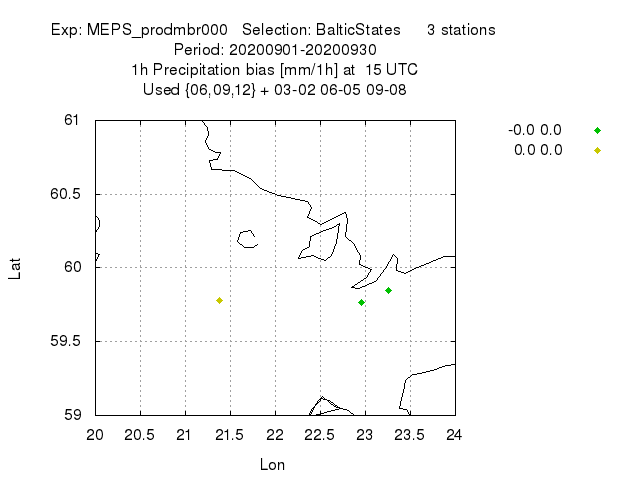 Exp: MEPS_prodmbr000 Selection: BalticStates 3 stations
Period: 20200901-20200930
1h Precipitation bias [mm/1h] at 15 UTC
Used {06,09,12} + 03-02 06-05 09-08
-0.0 0.0
0.0 0.0
61
60.5
60
59.5
59
Lat
20 20.5 21 21.5 22 22.5 23 23.5 24
Lon